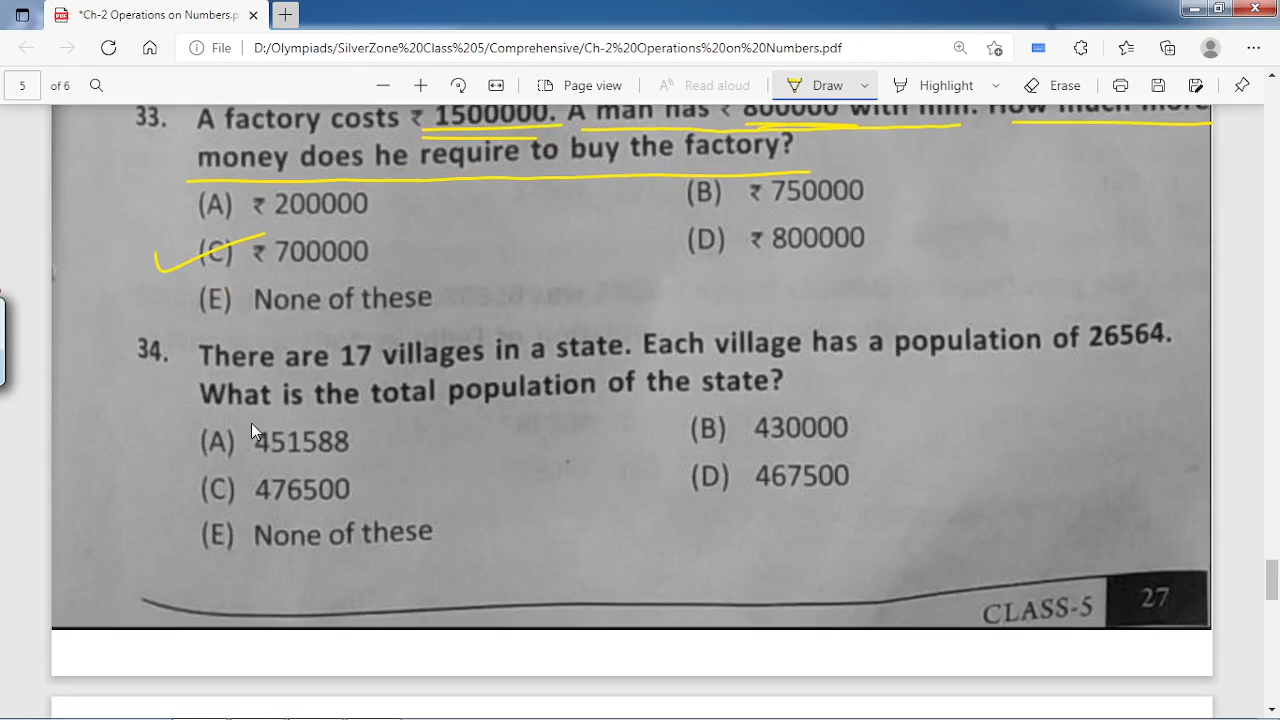 *Ch-2 Operations on Numbers.p
File D:/Olympiads/SilverZone%20Class%205/Comprehensive/Ch-2%20Operations%20on%20Numbers.pdf
5 of 6 Page view Read aloud Draw Highlight Erase
33. A factory costs ₹ 1500000. A man has ₹ 800000 with him. How much more
money does he require to buy the factory?
(A) ₹ 200000 (B) ₹ 750000
(C) ₹ 700000 (D) ₹ 800000
(E) None of these
34. There are 17 villages in a state. Each village has a population of 26564.
What is the total population of the state?
(A) 451588 (B) 430000
(C) 476500 (D) 467500
(E) None of these
CLASS-5 27